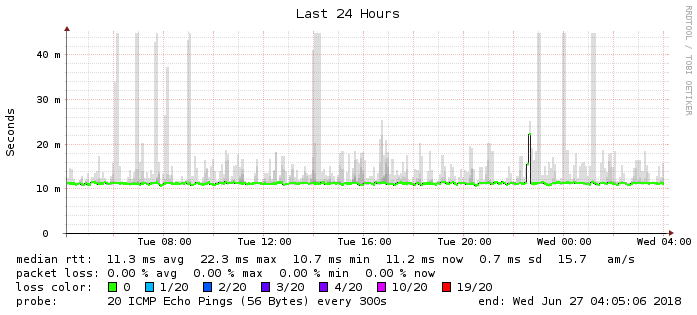 Last 24 Hours
RRDTOOL / TOBI OETIKER
Seconds
40 m
30 m
20 m
10 m
0
Tue 08:00 Tue 12:00 Tue 16:00 Tue 20:00 Wed 00:00 Wed 04:00
median rtt: 11.3 ms avg 22.3 ms max 10.7 ms min 11.2 ms now 0.7 ms sd 15.7 am/s
packet loss: 0.00 % avg 0.00 % max 0.00 % min 0.00 % now
loss color: 0 1/20 2/20 3/20 4/20 10/20 19/20
probe: 20 ICMP Echo Pings (56 Bytes) every 300s end: Wed Jun 27 04:05:06 2018